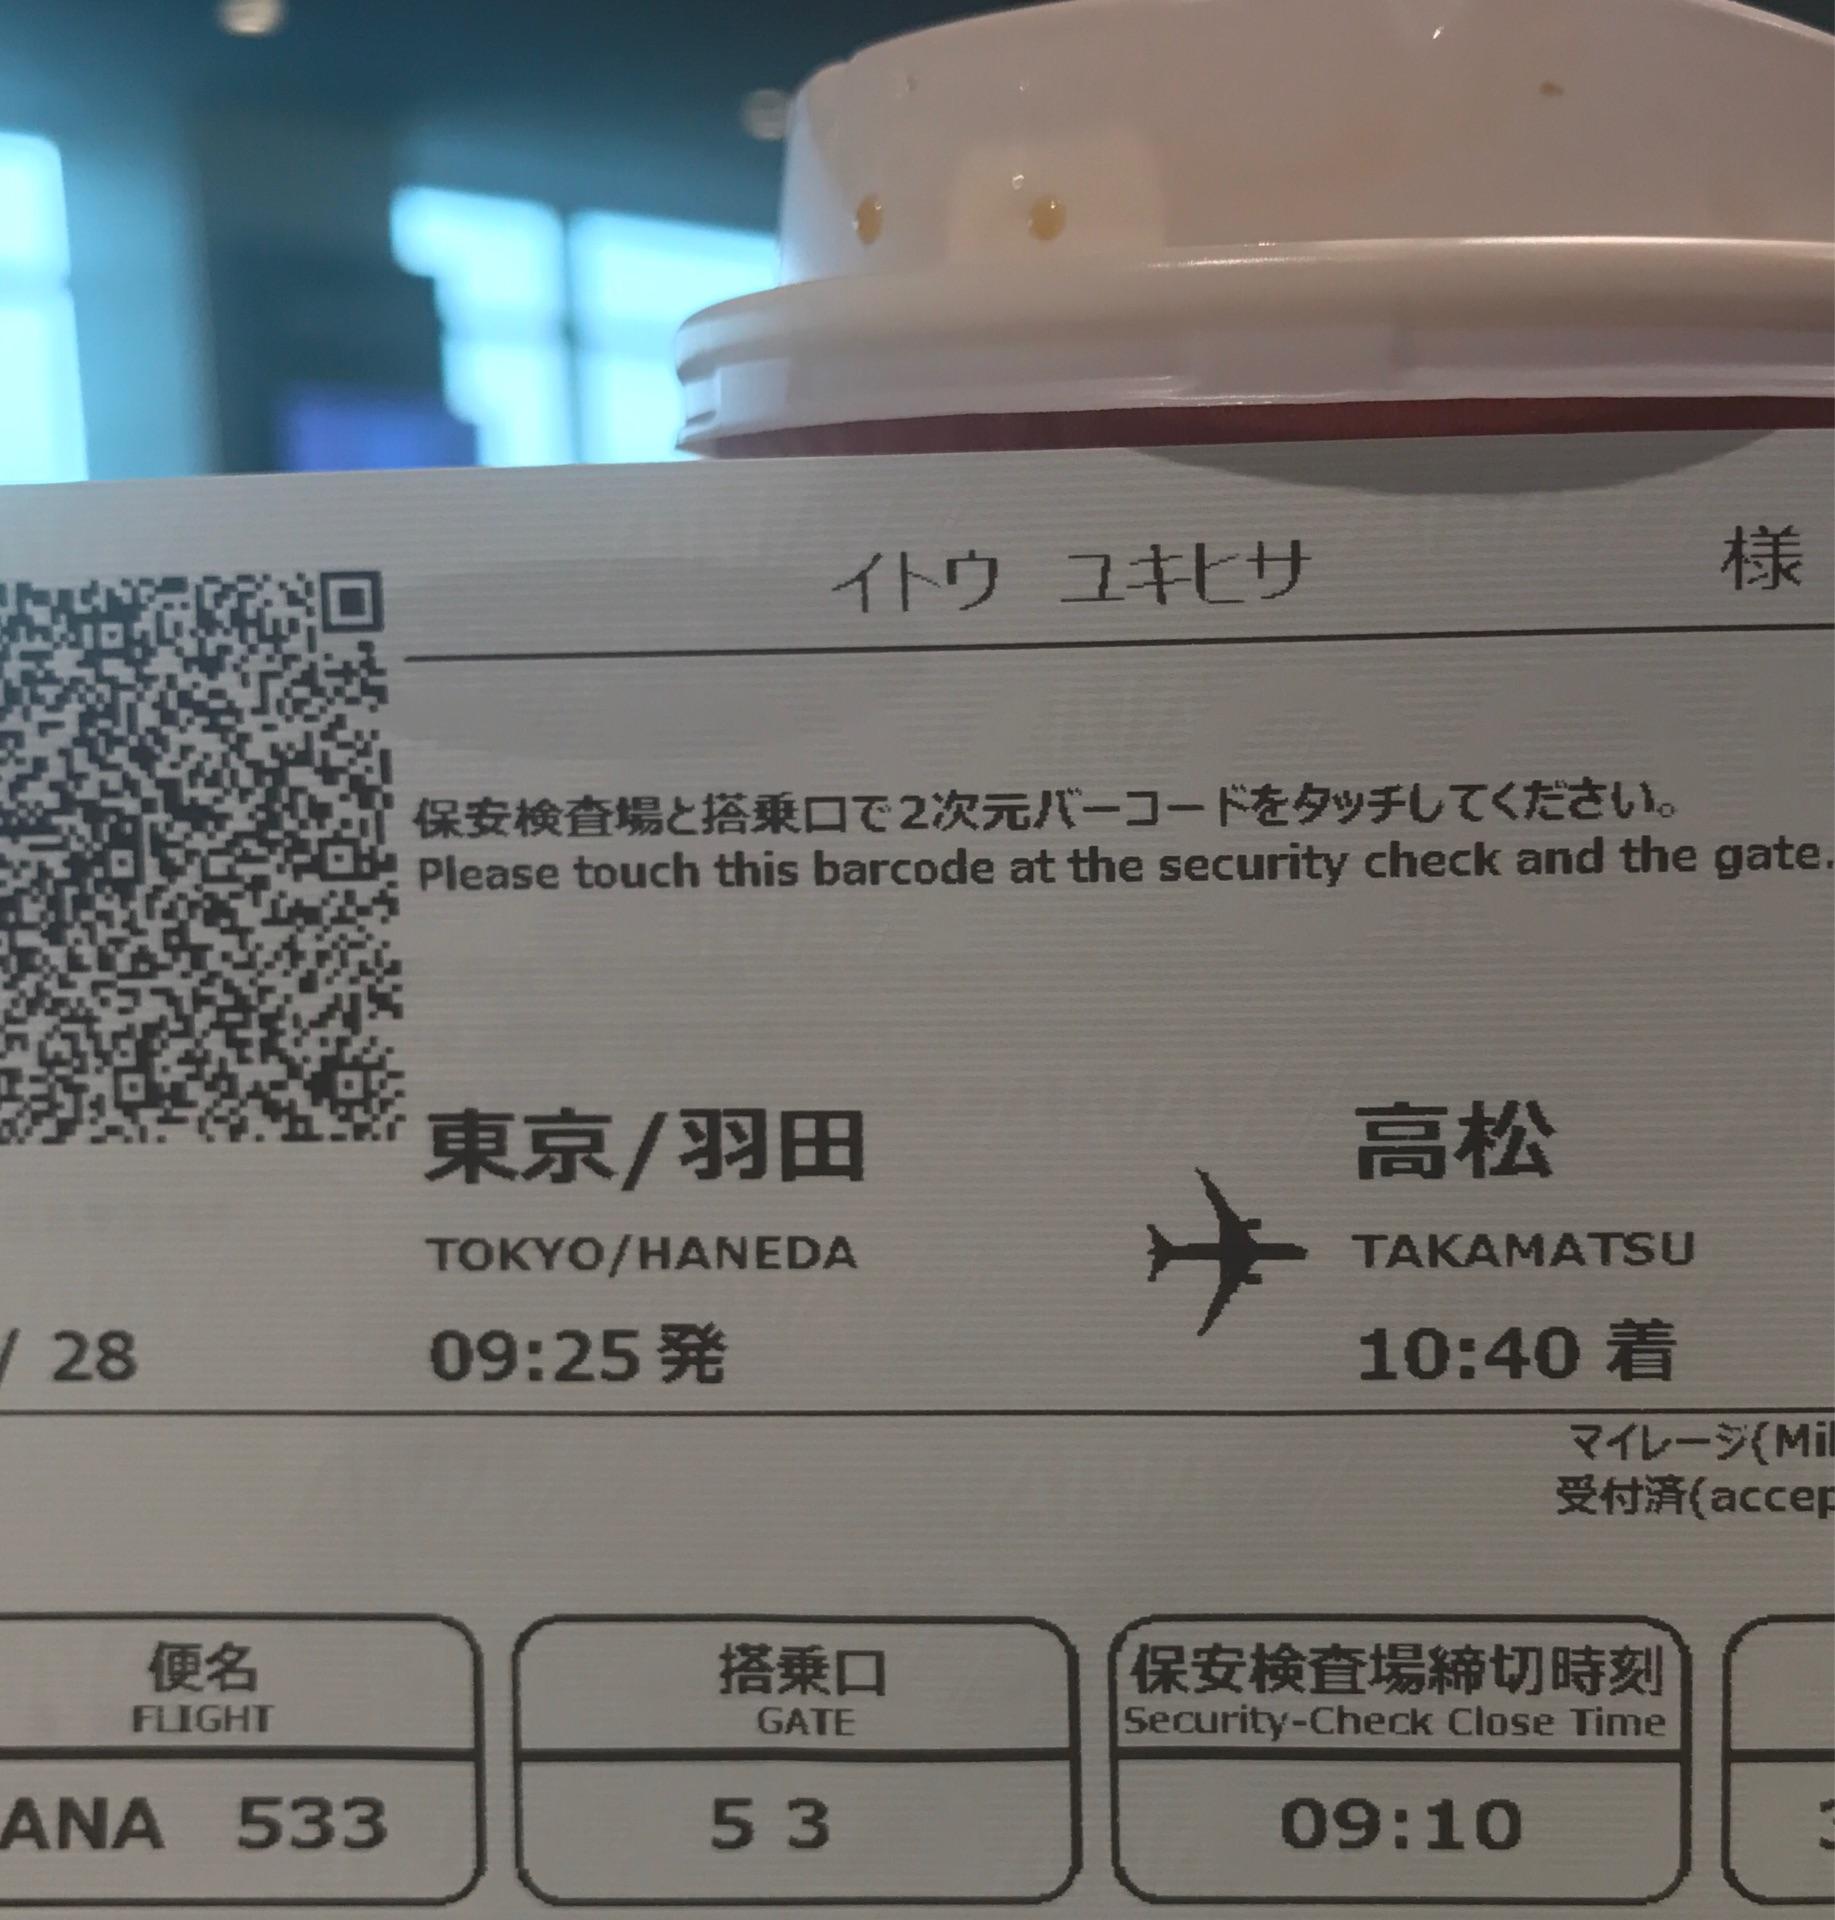 イトウ ユキヒサ 様
保安検査場と搭乗口で2次元バーコードをタッチしてください。
Please touch this barcode at the security check and the gate.
東京/羽田 高松
TOKYO/HANEDA TAKAMATSU
/ 28 09:25発 10:40 着
マイレージ(Mil
受付済(accep
便名 搭乗口 保安検査場締切時刻
FLIGHT GATE Security-Check Close Time
ANA 533 53 09:10